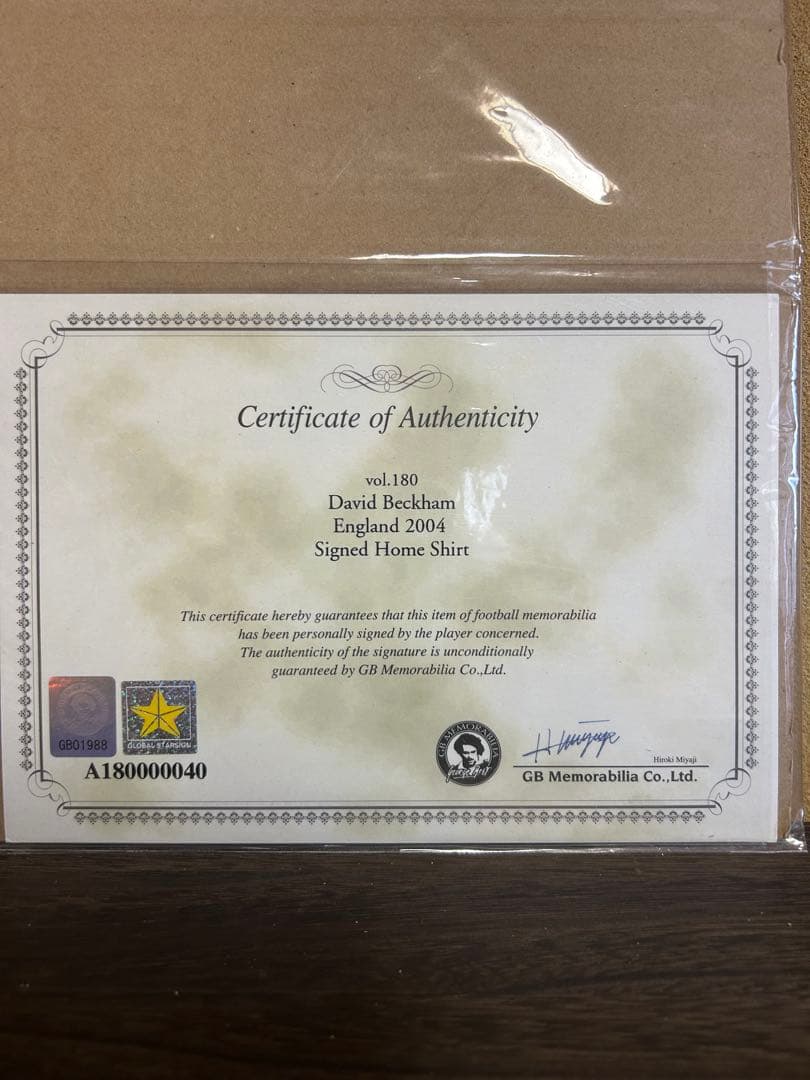 Certificate of Authenticity
vol.180
David Beckham
England 2004
Signed Home Shirt
This certificate hereby guarantees that this item of football memorabilia
has been personally signed by the player concerned.
The authenticity of the signature is unconditionally
guaranteed by GB Memorabilia Co.,Ltd.
GB01988
GLOBAL STARSIGN
A180000040
GB MEMORABILIA
Hiroki Miyaji
GB Memorabilia Co.,Ltd.